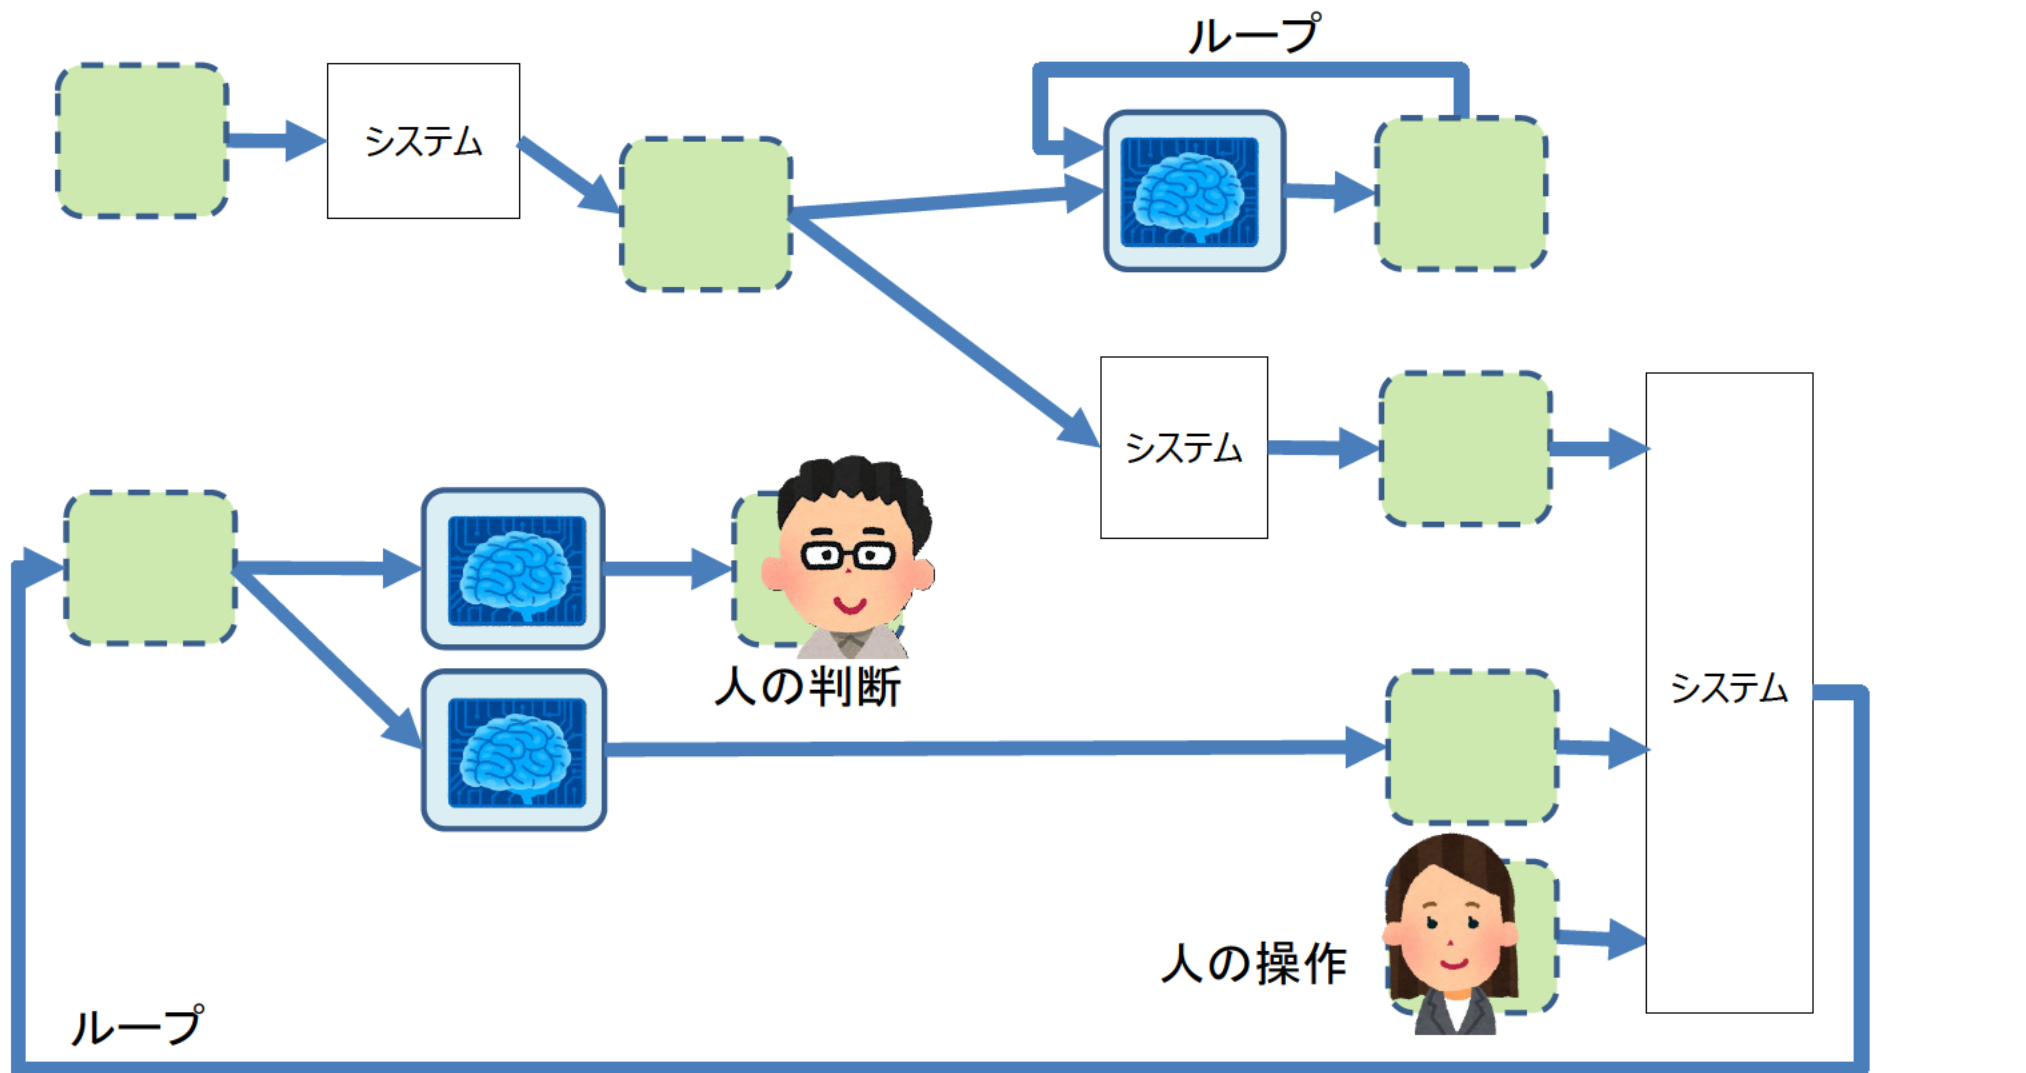 ループ
システム
システム
システム
人の判断
人の操作
ループ